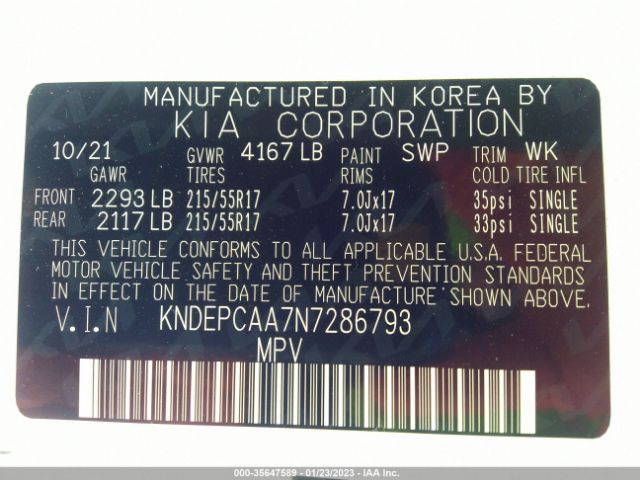 MANUFACTURED IN KOREA BY
KIA CORPORATION
10/21 GVWR 4167 LB PAINT SWP TRIM WK
GAWR TIRES RIMS COLD TIRE INFL
FRONT 2293 LB 215/55R17 7.0Jx17 35psi SINGLE
REAR 2117 LB 215/55R17 7.0Jx17 33psi SINGLE
THIS VEHICLE CONFORMS TO ALL APPLICABLE U.S.A. FEDERAL
MOTOR VEHICLE SAFETY AND THEFT PREVENTION STANDARDS
IN EFFECT ON THE DATE OF MANUFACTURE SHOWN ABOVE.
V.I.N KNDEPCAA7N7286793
MPV
000-35647589 - 01/23/2023 - IAA Inc.